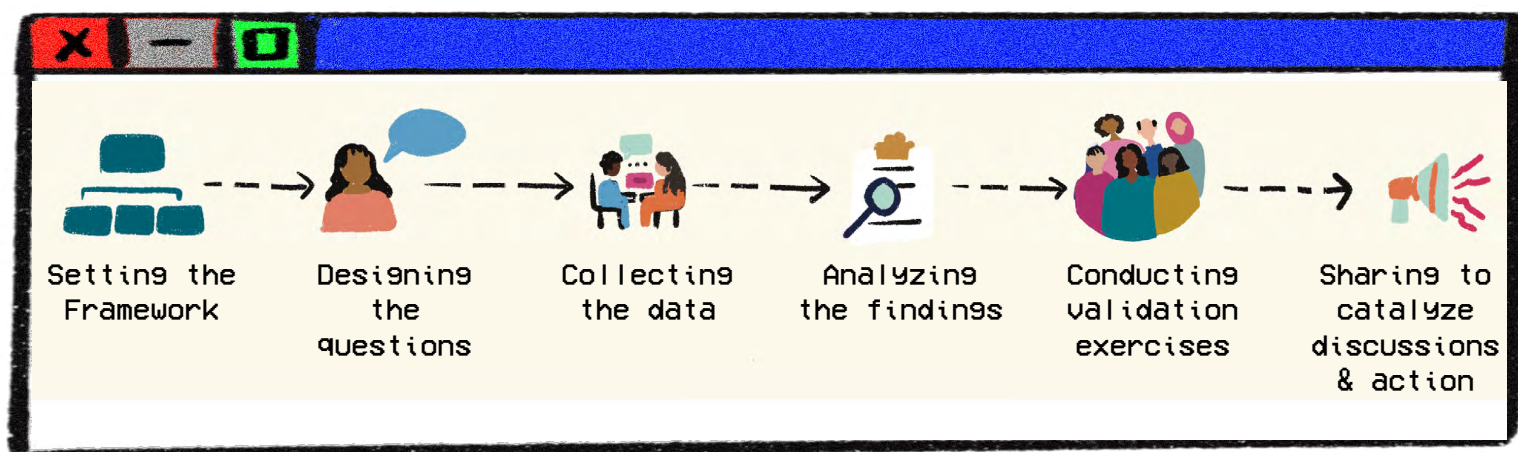 Setting the
Framework
Designing
the
questions
Collecting
the data
Analyzing
the findings
Conducting
validation
exercises
Sharing to
catalyze
discussions
& action